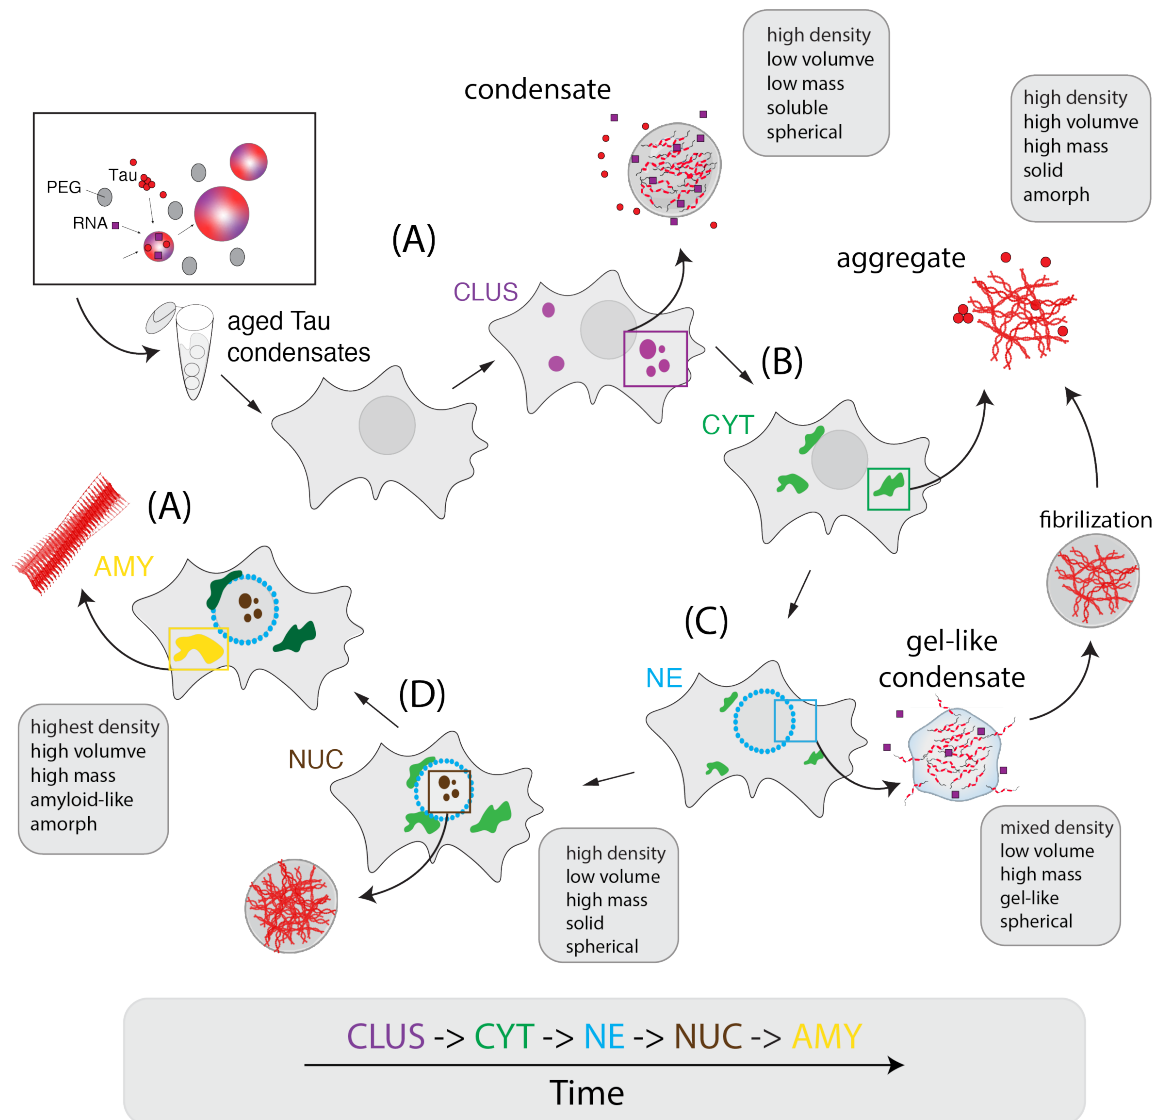 high density
low volumve
low mass
soluble
spherical
condensate
high density
high volumve
high mass
solid
amorph
PEG
Tau
RNA
(A)
aggregate
CLUS
aged Tau
condensates
(B)
CYT
(A)
AMY
fibrilization
(C)
gel-like
condensate
NE
(D)
highest density
high volumve
high mass
amyloid-like
amorph
NUC
mixed density
low volume
high mass
gel-like
spherical
high density
low volume
high mass
solid
spherical
CLUS -> CYT -> NE -> NUC -> AMY
Time